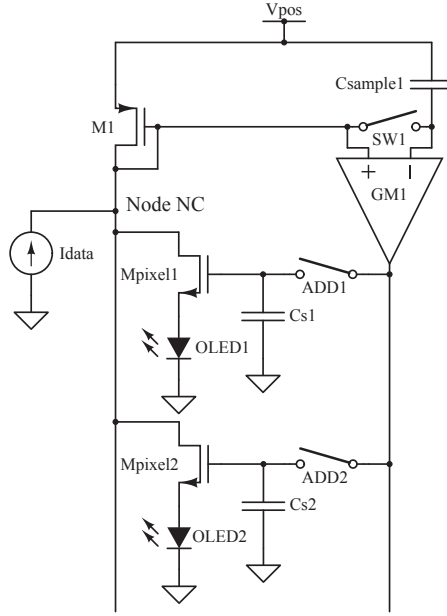 Vpos
Csample1
M1
SW1
+ −
GM1
Node NC
Idata
Mpixel1
ADD1
Cs1
OLED1
Mpixel2
ADD2
Cs2
OLED2